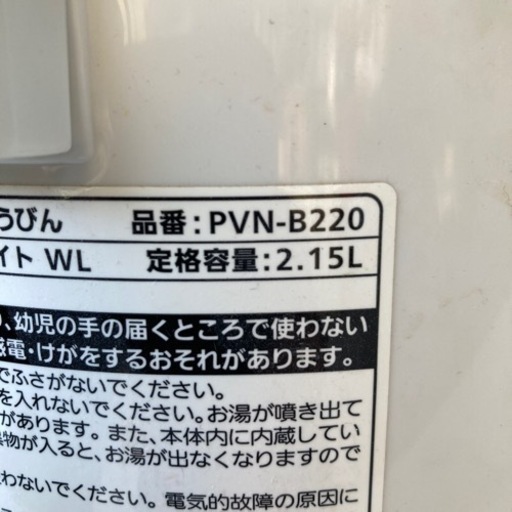 うびん 品番:PVN-B220
イト WL 定格容量:2.15L
、幼児の手の届くところで使わない
感電・けがをするおそれがあります。
でふさがないでください。
を入れないでください。お湯が噴き出て
があります。また、本体内に内蔵してい
物が入ると、お湯が出なくなりますので
わないでください。電気的故障の原因に